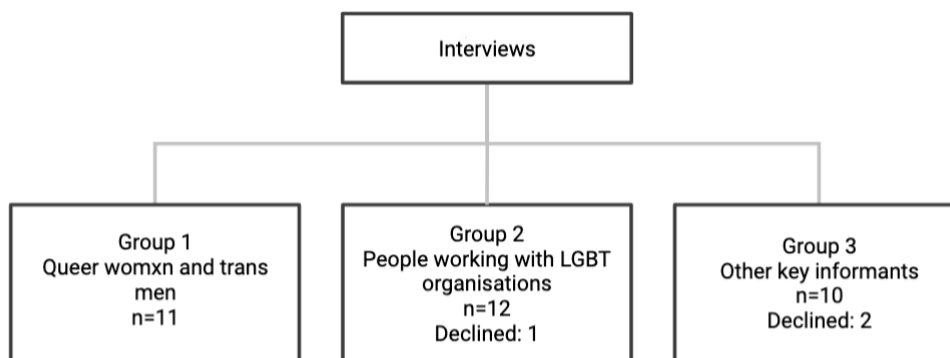 Interviews
Group 1
Queer womxn and trans
men
n=11
Group 2
People working with LGBT
organisations
n=12
Declined: 1
Group 3
Other key informants
n=10
Declined: 2